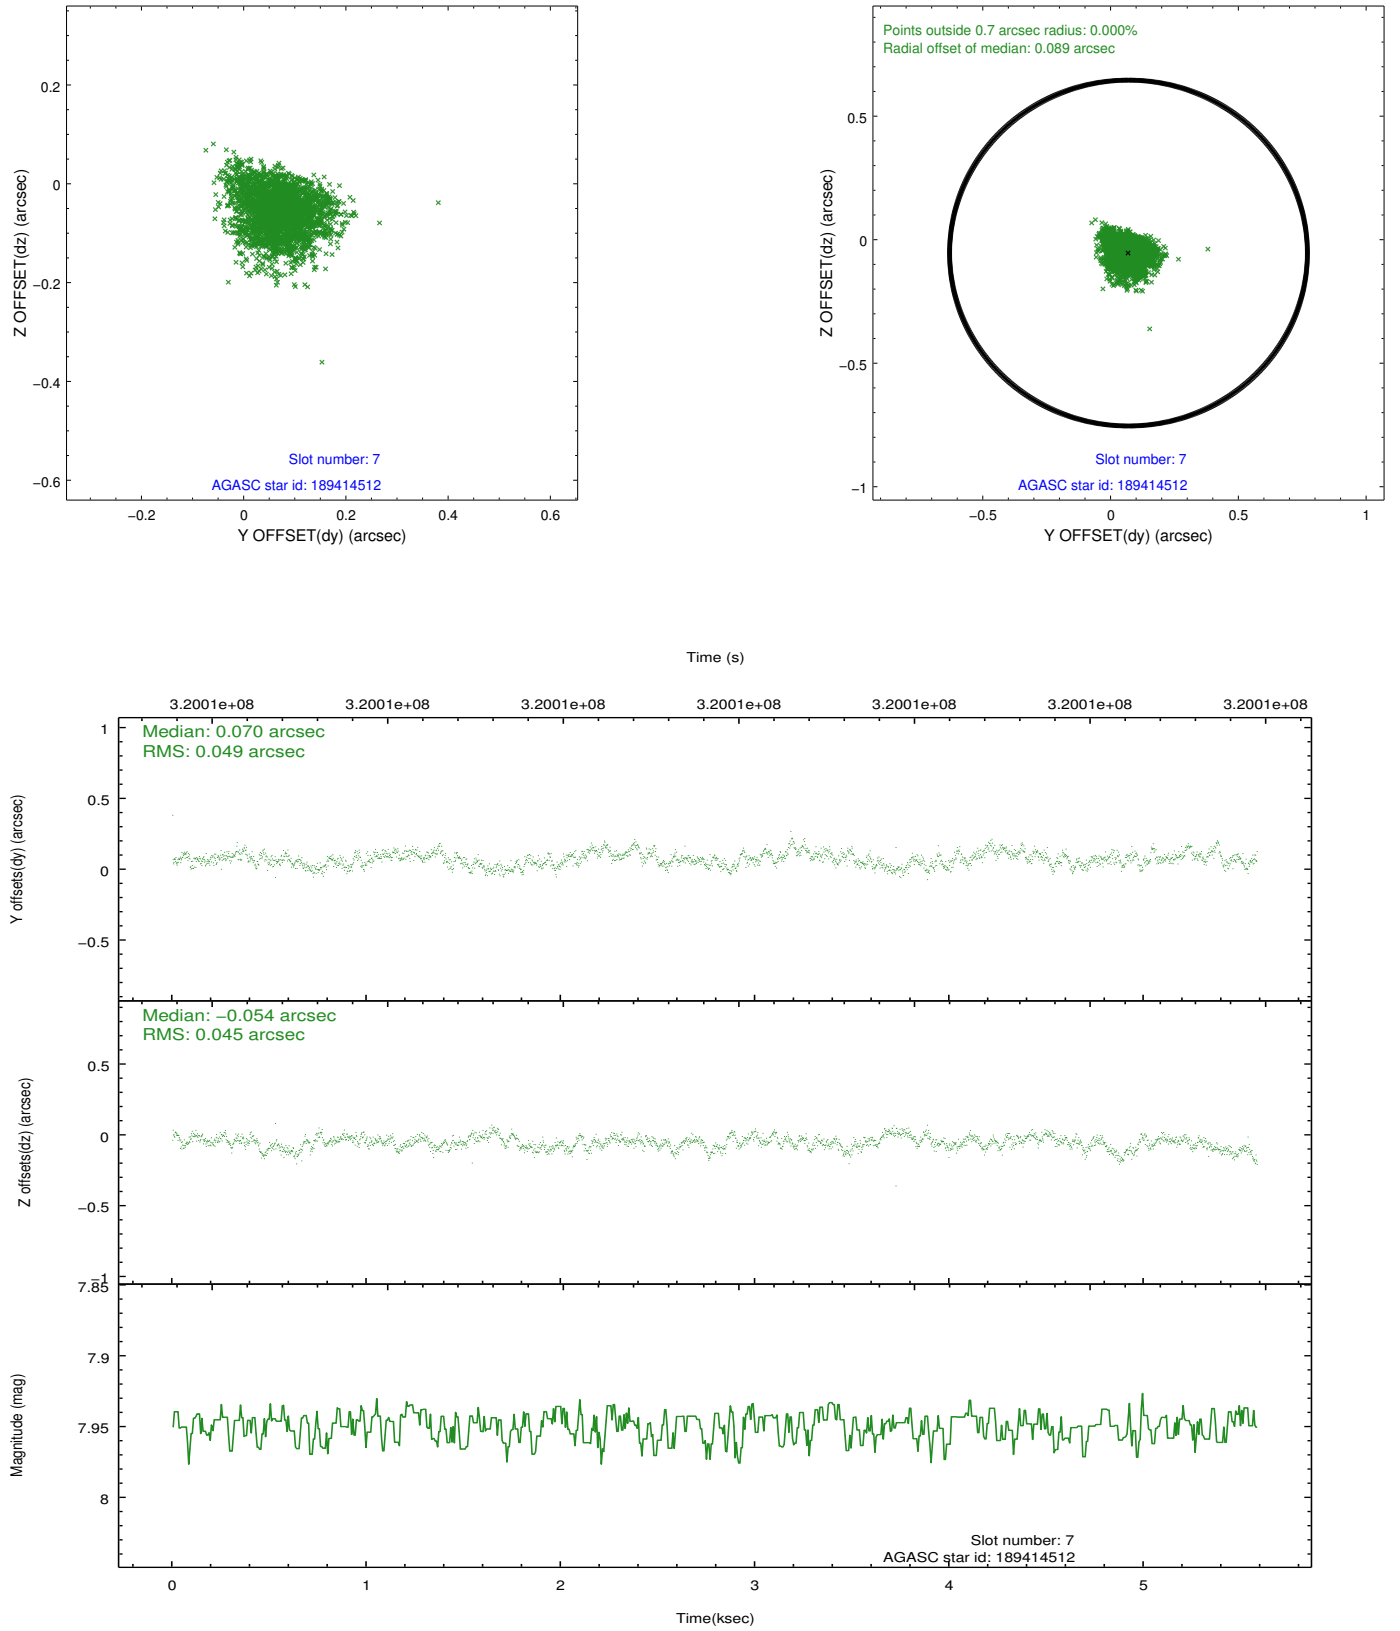 0.2
0
−0.2
−0.4
−0.6
Z OFFSET(dz) (arcsec)
Slot number: 7
AGASC star id: 189414512
−0.2 0 0.2 0.4 0.6
Y OFFSET(dy) (arcsec)
Points outside 0.7 arcsec radius: 0.000%
Radial offset of median: 0.089 arcsec
0.5
0
−0.5
−1
Z OFFSET(dz) (arcsec)
Slot number: 7
AGASC star id: 189414512
−0.5 0 0.5 1
Y OFFSET(dy) (arcsec)
Time (s)
3.2001e+08 3.2001e+08 3.2001e+08 3.2001e+08 3.2001e+08 3.2001e+08 3.2001e+08
Median: 0.070 arcsec
RMS: 0.049 arcsec
1
0.5
0
−0.5
Y offsets(dy) (arcsec)
Median: −0.054 arcsec
RMS: 0.045 arcsec
0.5
0
−0.5
−1
Z offsets(dz) (arcsec)
7.85
7.9
7.95
8
Magnitude (mag)
Slot number: 7
AGASC star id: 189414512
0 1 2 3 4 5
Time(ksec)